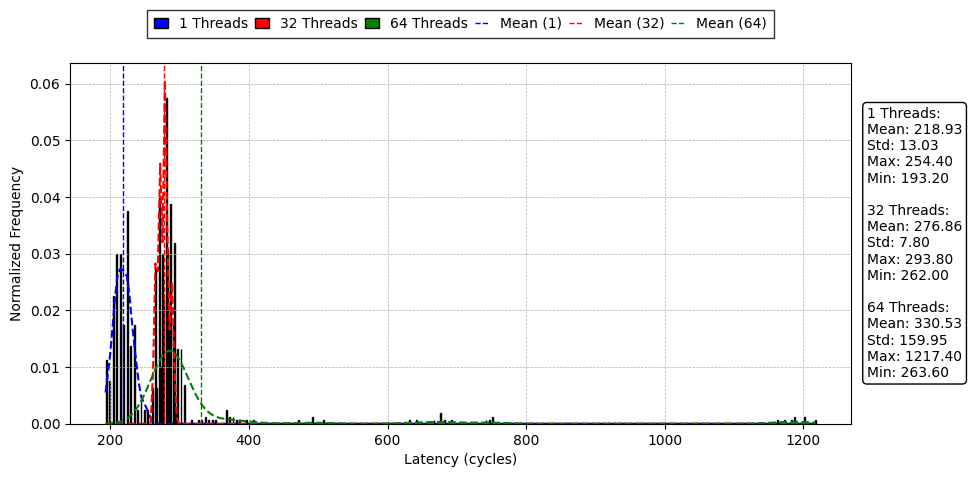 1 Threads 32 Threads 64 Threads Mean (1) Mean (32) Mean (64)
0.06
0.05
0.04
0.03
0.02
0.01
0.00
Normalized Frequency
200 400 600 800 1000 1200
Latency (cycles)
1 Threads:
Mean: 218.93
Std: 13.03
Max: 254.40
Min: 193.20
32 Threads:
Mean: 276.86
Std: 7.80
Max: 293.80
Min: 262.00
64 Threads:
Mean: 330.53
Std: 159.95
Max: 1217.40
Min: 263.60